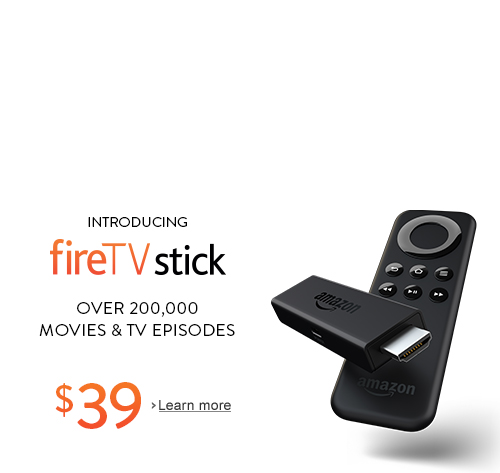 INTRODUCING
fireTV stick
OVER 200,000
MOVIES & TV EPISODES
$39
›Learn more
amazon
amazon